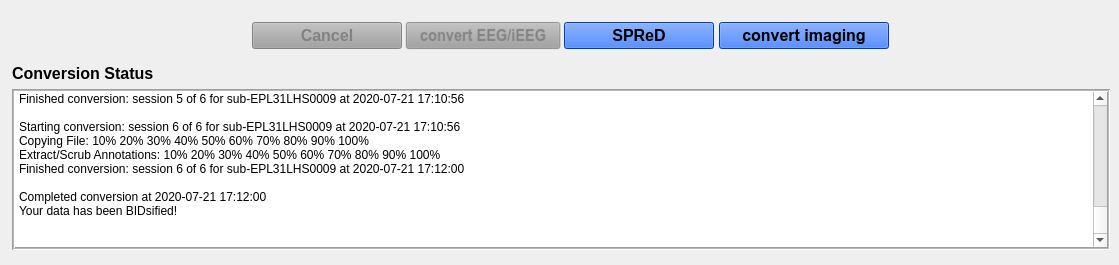 Cancel convert EEG/iEEG SPReD convert imaging
Conversion Status
Finished conversion: session 5 of 6 for sub-EPL31LHS0009 at 2020-07-21 17:10:56
Starting conversion: session 6 of 6 for sub-EPL31LHS0009 at 2020-07-21 17:10:56
Copying File: 10% 20% 30% 40% 50% 60% 70% 80% 90% 100%
Extract/Scrub Annotations: 10% 20% 30% 40% 50% 60% 70% 80% 90% 100%
Finished conversion: session 6 of 6 for sub-EPL31LHS0009 at 2020-07-21 17:12:00
Completed conversion at 2020-07-21 17:12:00
Your data has been BIDsified!